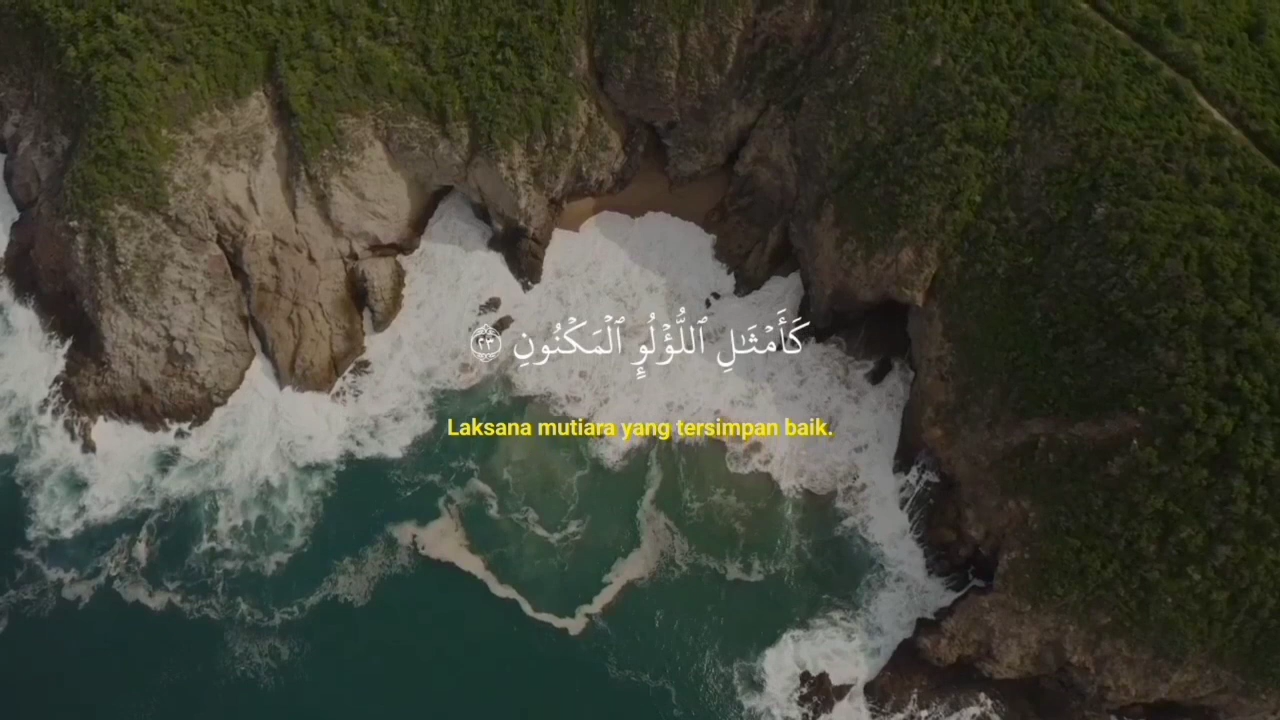 كَأَمْثَـٰلِ ٱللُّؤْلُوِٕ ٱلْمَكْنُونِ ٢٣
Laksana mutiara yang tersimpan baik.